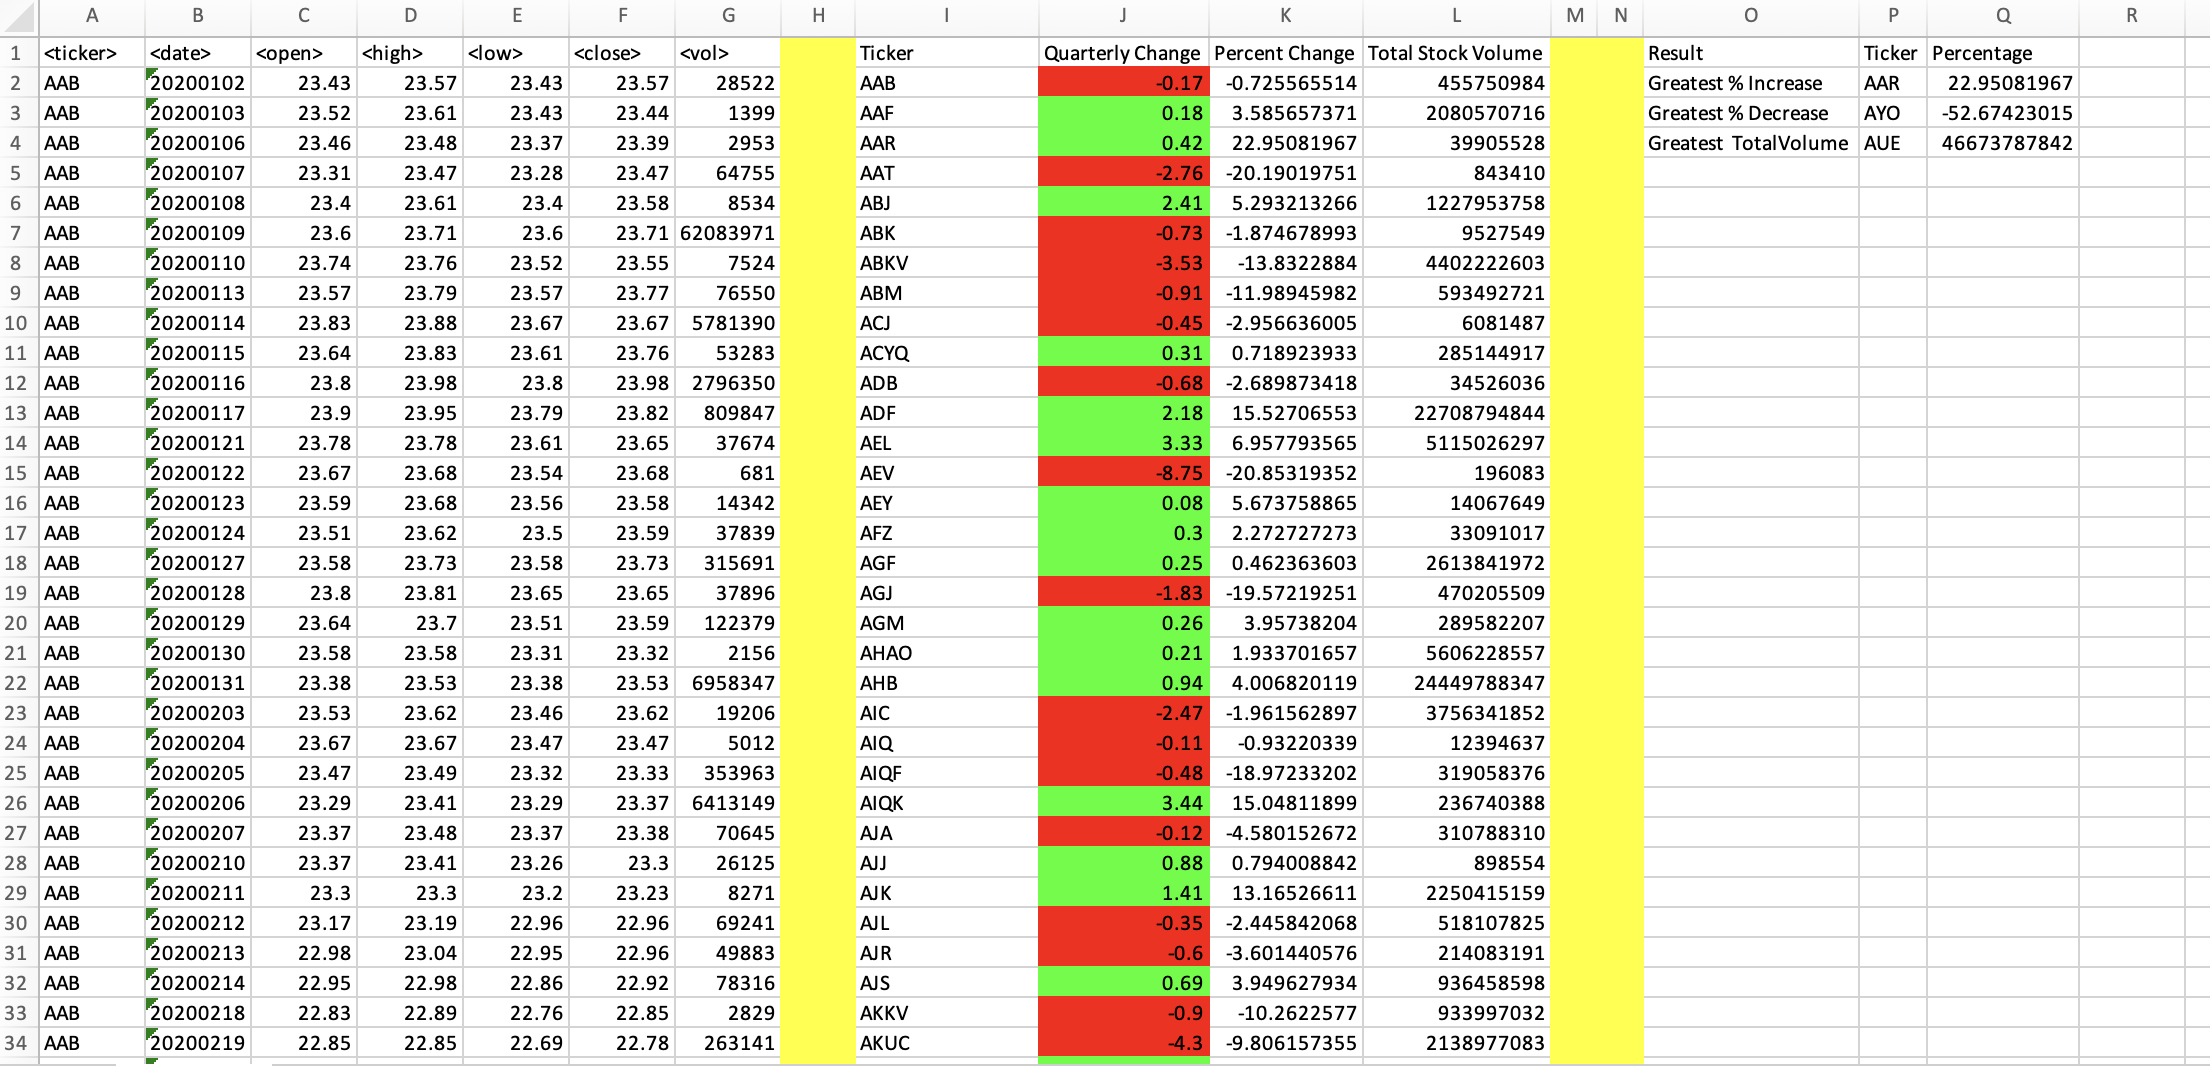 A B C D E F G H I J K L M N O P Q R
1 <ticker> <date> <open> <high> <low> <close> <vol> Ticker Quarterly Change Percent Change Total Stock Volume Result Ticker Percentage
2 AAB 20200102 23.43 23.57 23.43 23.57 28522 AAB -0.17 -0.725565514 455750984 Greatest % Increase AAR 22.95081967
3 AAB 20200103 23.52 23.61 23.43 23.44 1399 AAF 0.18 3.585657371 2080570716 Greatest % Decrease AYO -52.67423015
4 AAB 20200106 23.46 23.48 23.37 23.39 2953 AAR 0.42 22.95081967 39905528 Greatest TotalVolume AUE 46673787842
5 AAB 20200107 23.31 23.47 23.28 23.47 64755 AAT -2.76 -20.19019751 843410
6 AAB 20200108 23.4 23.61 23.4 23.58 8534 ABJ 2.41 5.293213266 1227953758
7 AAB 20200109 23.6 23.71 23.6 23.71 62083971 ABK -0.73 -1.874678993 9527549
8 AAB 20200110 23.74 23.76 23.52 23.55 7524 ABKV -3.53 -13.8322884 4402222603
9 AAB 20200113 23.57 23.79 23.57 23.77 76550 ABM -0.91 -11.98945982 593492721
10 AAB 20200114 23.83 23.88 23.67 23.67 5781390 ACJ -0.45 -2.956636005 6081487
11 AAB 20200115 23.64 23.83 23.61 23.76 53283 ACYQ 0.31 0.718923933 285144917
12 AAB 20200116 23.8 23.98 23.8 23.98 2796350 ADB -0.68 -2.689873418 34526036
13 AAB 20200117 23.9 23.95 23.79 23.82 809847 ADF 2.18 15.52706553 22708794844
14 AAB 20200121 23.78 23.78 23.61 23.65 37674 AEL 3.33 6.957793565 5115026297
15 AAB 20200122 23.67 23.68 23.54 23.68 681 AEV -8.75 -20.85319352 196083
16 AAB 20200123 23.59 23.68 23.56 23.58 14342 AEY 0.08 5.673758865 14067649
17 AAB 20200124 23.51 23.62 23.5 23.59 37839 AFZ 0.3 2.272727273 33091017
18 AAB 20200127 23.58 23.73 23.58 23.73 315691 AGF 0.25 0.462363603 2613841972
19 AAB 20200128 23.8 23.81 23.65 23.65 37896 AGJ -1.83 -19.57219251 470205509
20 AAB 20200129 23.64 23.7 23.51 23.59 122379 AGM 0.26 3.95738204 289582207
21 AAB 20200130 23.58 23.58 23.31 23.32 2156 AHAO 0.21 1.933701657 5606228557
22 AAB 20200131 23.38 23.53 23.38 23.53 6958347 AHB 0.94 4.006820119 24449788347
23 AAB 20200203 23.53 23.62 23.46 23.62 19206 AIC -2.47 -1.961562897 3756341852
24 AAB 20200204 23.67 23.67 23.47 23.47 5012 AIQ -0.11 -0.93220339 12394637
25 AAB 20200205 23.47 23.49 23.32 23.33 353963 AIQF -0.48 -18.97233202 319058376
26 AAB 20200206 23.29 23.41 23.29 23.37 6413149 AIQK 3.44 15.04811899 236740388
27 AAB 20200207 23.37 23.48 23.37 23.38 70645 AJA -0.12 -4.580152672 310788310
28 AAB 20200210 23.37 23.41 23.26 23.3 26125 AJJ 0.88 0.794008842 898554
29 AAB 20200211 23.3 23.3 23.2 23.23 8271 AJK 1.41 13.16526611 2250415159
30 AAB 20200212 23.17 23.19 22.96 22.96 69241 AJL -0.35 -2.445842068 518107825
31 AAB 20200213 22.98 23.04 22.95 22.96 49883 AJR -0.6 -3.601440576 214083191
32 AAB 20200214 22.95 22.98 22.86 22.92 78316 AJS 0.69 3.949627934 936458598
33 AAB 20200218 22.83 22.89 22.76 22.85 2829 AKKV -0.9 -10.2622577 933997032
34 AAB 20200219 22.85 22.85 22.69 22.78 263141 AKUC -4.3 -9.806157355 2138977083